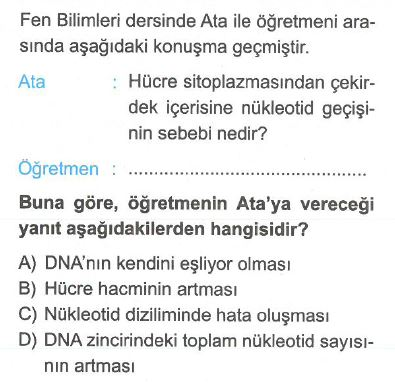 Fen Bilimleri dersinde Ata ile öğretmeni ara-
sında aşağıdaki konuşma geçmiştir.
Ata : Hücre sitoplazmasından çekir-
dek içerisine nükleotid geçişi-
nin sebebi nedir?
Öğretmen : ..................................................
Buna göre, öğretmenin Ata'ya vereceği
yanıt aşağıdakilerden hangisidir?
A) DNA'nın kendini eşliyor olması
B) Hücre hacminin artması
C) Nükleotid diziliminde hata oluşması
D) DNA zincirindeki toplam nükleotid sayısı-
nın artması